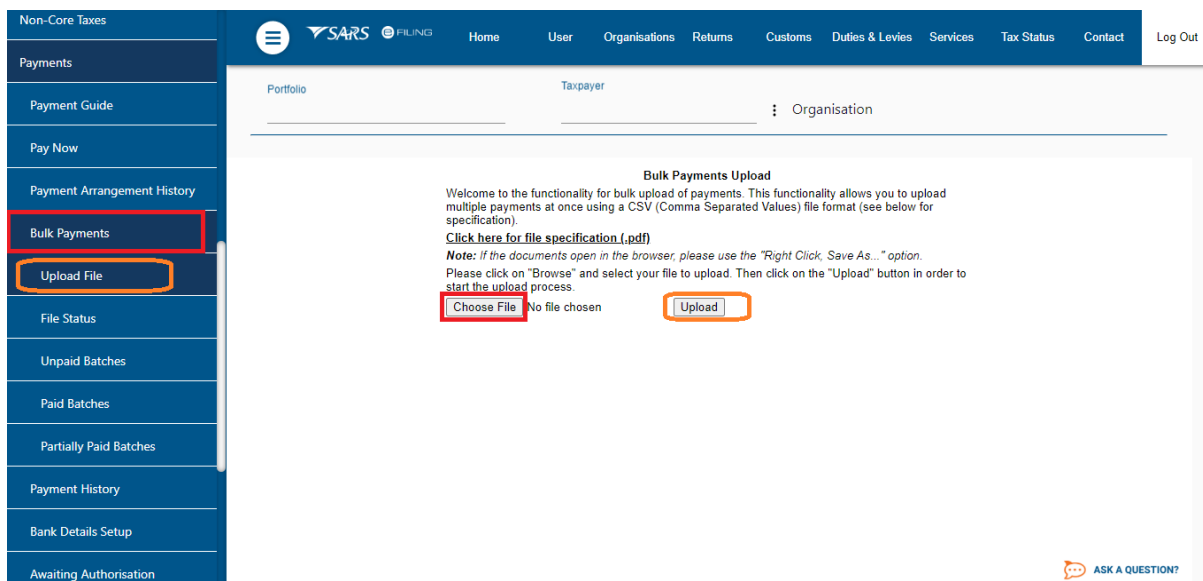 Non-Core Taxes
Payments
Payment Guide
Pay Now
Payment Arrangement History
Bulk Payments
Upload File
File Status
Unpaid Batches
Paid Batches
Partially Paid Batches
Payment History
Bank Details Setup
Awaiting Authorisation
SARS eFILING
Home User Organisations Returns Customs Duties & Levies Services Tax Status Contact Log Out
Portfolio Taxpayer
Organisation
Bulk Payments Upload
Welcome to the functionality for bulk upload of payments. This functionality allows you to upload
multiple payments at once using a CSV (Comma Separated Values) file format (see below for
specification).
Click here for file specification (.pdf)
Note: If the documents open in the browser, please use the "Right Click, Save As..." option.
Please click on "Browse" and select your file to upload. Then click on the "Upload" button in order to
start the upload process.
Choose File No file chosen Upload
ASK A QUESTION?